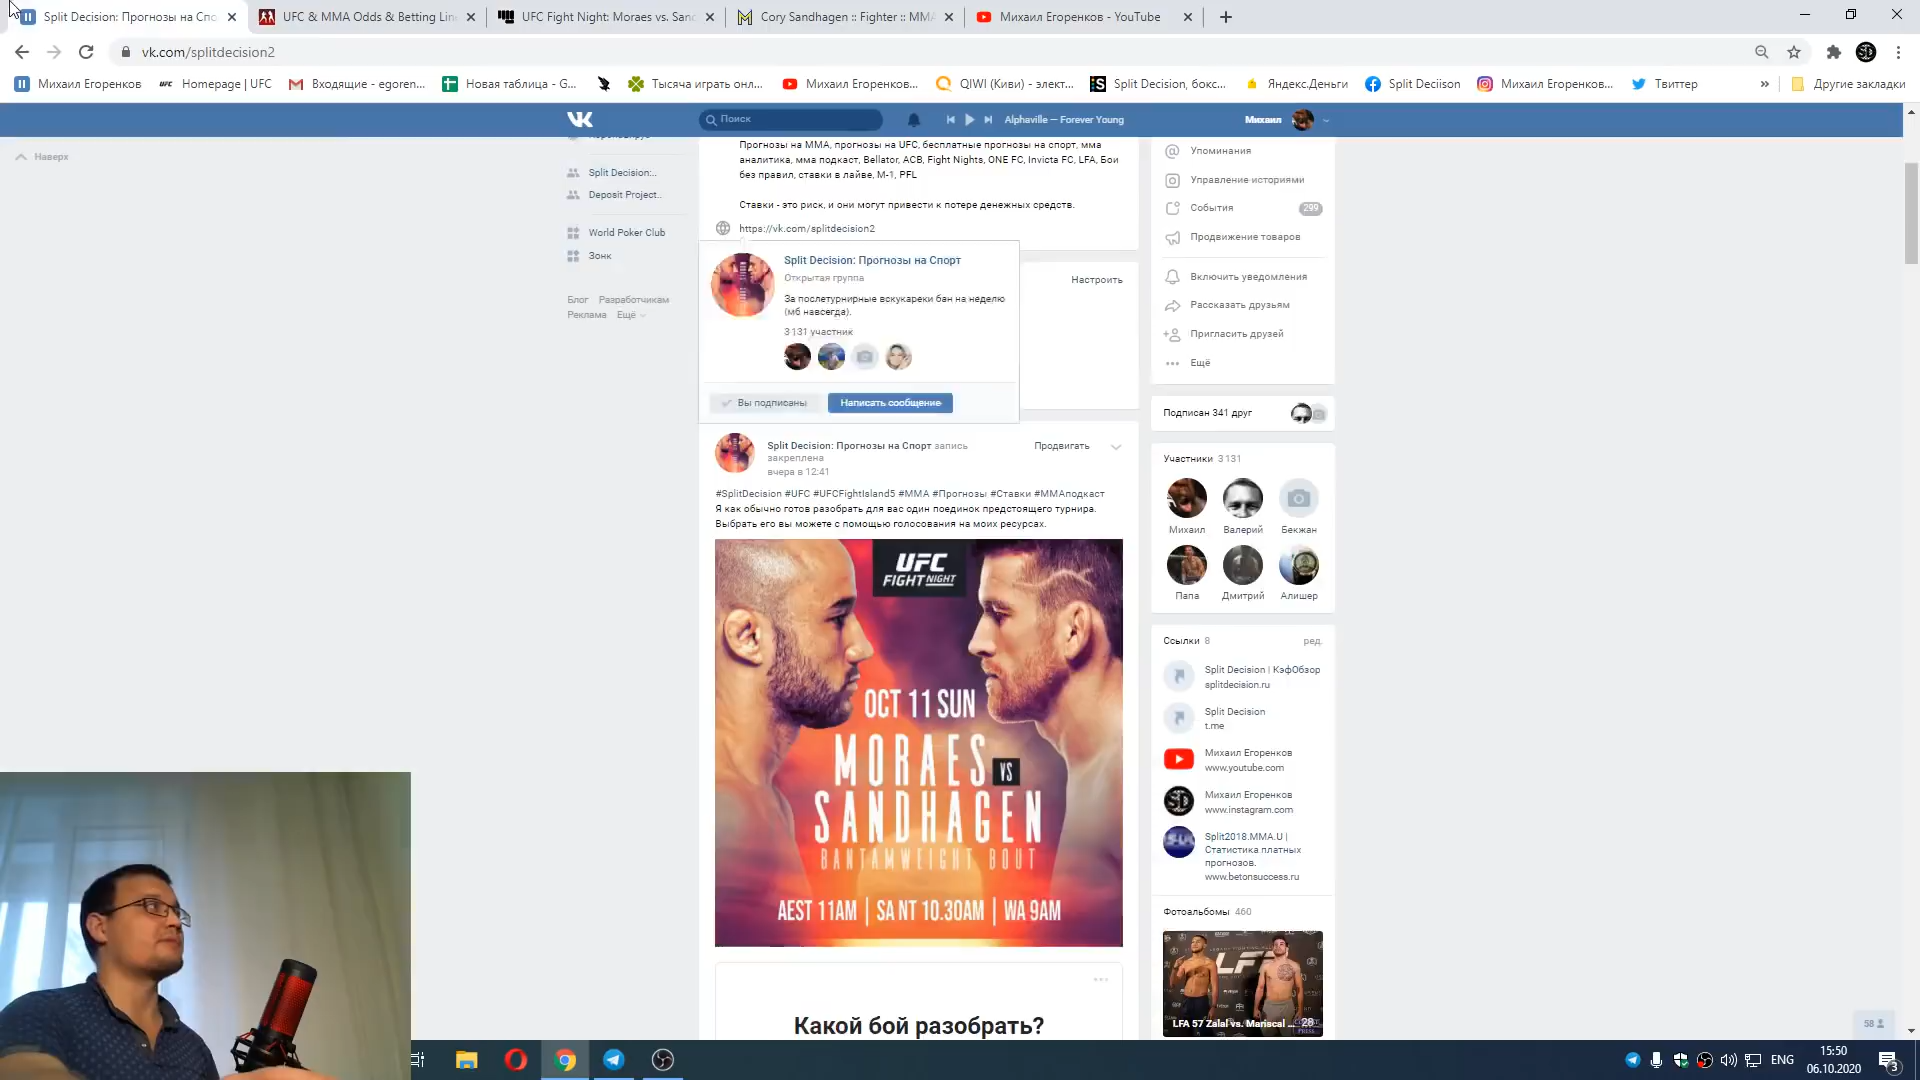 Split Decision: Прогнозы на Спо
UFC & MMA Odds & Betting Lin
UFC Fight Night: Moraes vs. Sand
Cory Sandhagen :: Fighter :: MMA
Михаил Егоренков - YouTube
vk.com/splitdecision2
Михаил Егоренков
Homepage | UFC
Входящие - egoren...
Новая таблица - G...
Тысяча играть онл...
Михаил Егоренков...
QIWI (Киви) - элект...
Split Decision, бокс...
Яндекс.Деньги
Split Deciison
Михаил Егоренков...
Твиттер
Другие закладки
Поиск
Alphaville – Forever Young
Михаил
Наверх
Split Decision:..
Deposit Project..
World Poker Club
Зонк
Блог Разработчикам
Реклама Ещё
Прогнозы на ММА, прогнозы на UFC, бесплатные прогнозы на спорт, мма
аналитика, мма подкаст, Bellator, ACB, Fight Nights, ONE FC, Invicta FC, LFA, Бои
без правил, ставки в лайве, М-1, PFL
Ставки - это риск, и они могут привести к потере денежных средств.
https://vk.com/splitdecision2
Split Decision: Прогнозы на Спорт
Открытая группа
За послетурнирные вскукареки бан на неделю
(мб навсегда).
3 131 участник
Вы подписаны
Написать сообщение
Настроить
Split Decision: Прогнозы на Спорт запись
закреплена
вчера в 12:41
Продвигать
#SplitDecision #UFC #UFCFightIsland5 #MMA #Прогнозы #Ставки #ММАподкаст
Я как обычно готов разобрать для вас один поединок предстоящего турнира.
Выбрать его вы можете с помощью голосования на моих ресурсах.
UFC
FIGHT NIGHT
OCT 11 SUN
MORAES
VS
SANDHAGEN
BANTAMWEIGHT BOUT
AEST 11AM | SA NT 10.30AM | WA 9AM
Какой бой разобрать?
Упоминания
Управление историями
События 299
Продвижение товаров
Включить уведомления
Рассказать друзьям
Пригласить друзей
Ещё
Подписан 341 друг
Участники 3 131
Михаил
Валерий
Бекжан
Папа
Дмитрий
Алишер
Ссылки 8
ред.
Split Decision | КэфОбзор
splitdecision.ru
Split Decision
t.me
Михаил Егоренков
www.youtube.com
Михаил Егоренков
www.instagram.com
Split2018.MMA.U |
Статистика платных
прогнозов.
www.betonsuccess.ru
Фотоальбомы 460
LFA 57 Zalal vs. Mariscal ... 28
58
ENG
15:50
06.10.2020
3